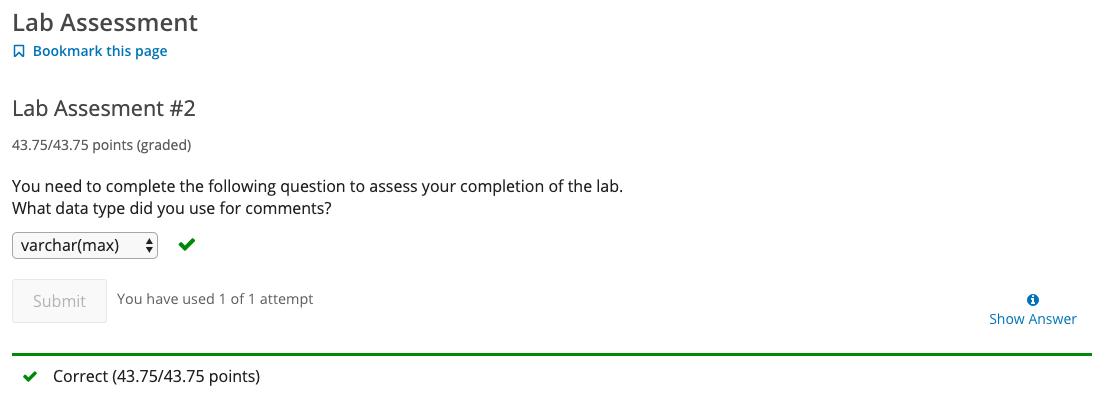 Lab Assessment
Bookmark this page
Lab Assesment #2
43.75/43.75 points (graded)
You need to complete the following question to assess your completion of the lab.
What data type did you use for comments?
varchar(max)
Submit You have used 1 of 1 attempt
Show Answer
Correct (43.75/43.75 points)